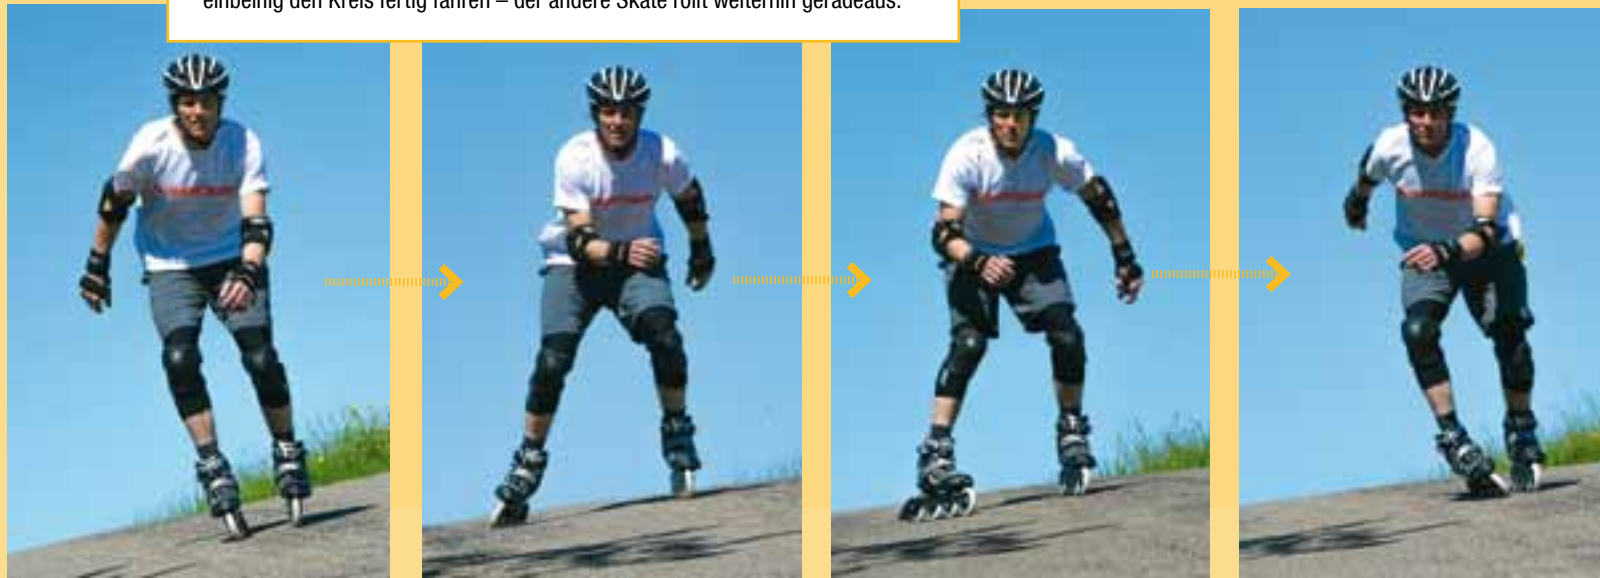 einbeinig den Kreis fertig fahren – der andere Skate rollt weiterhin geradeaus.